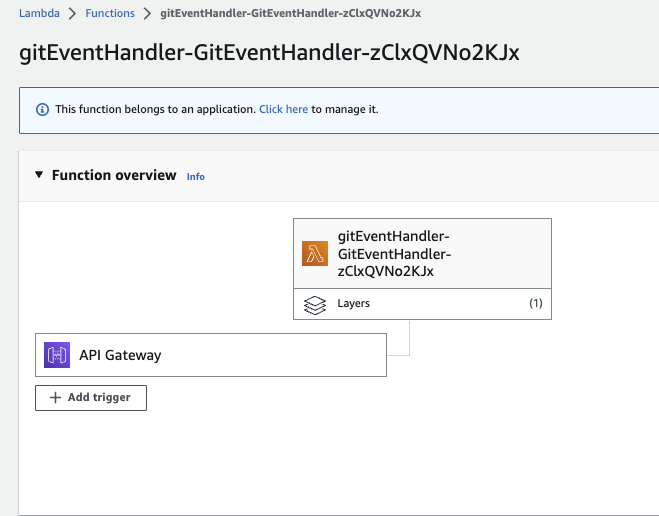 Lambda > Functions > gitEventHandler-GitEventHandler-zClxQVNo2KJx
gitEventHandler-GitEventHandler-zClxQVNo2KJx
This function belongs to an application. Click here to manage it.
Function overview Info
gitEventHandler-
GitEventHandler-
zClxQVNo2KJx
Layers (1)
API Gateway
+ Add trigger